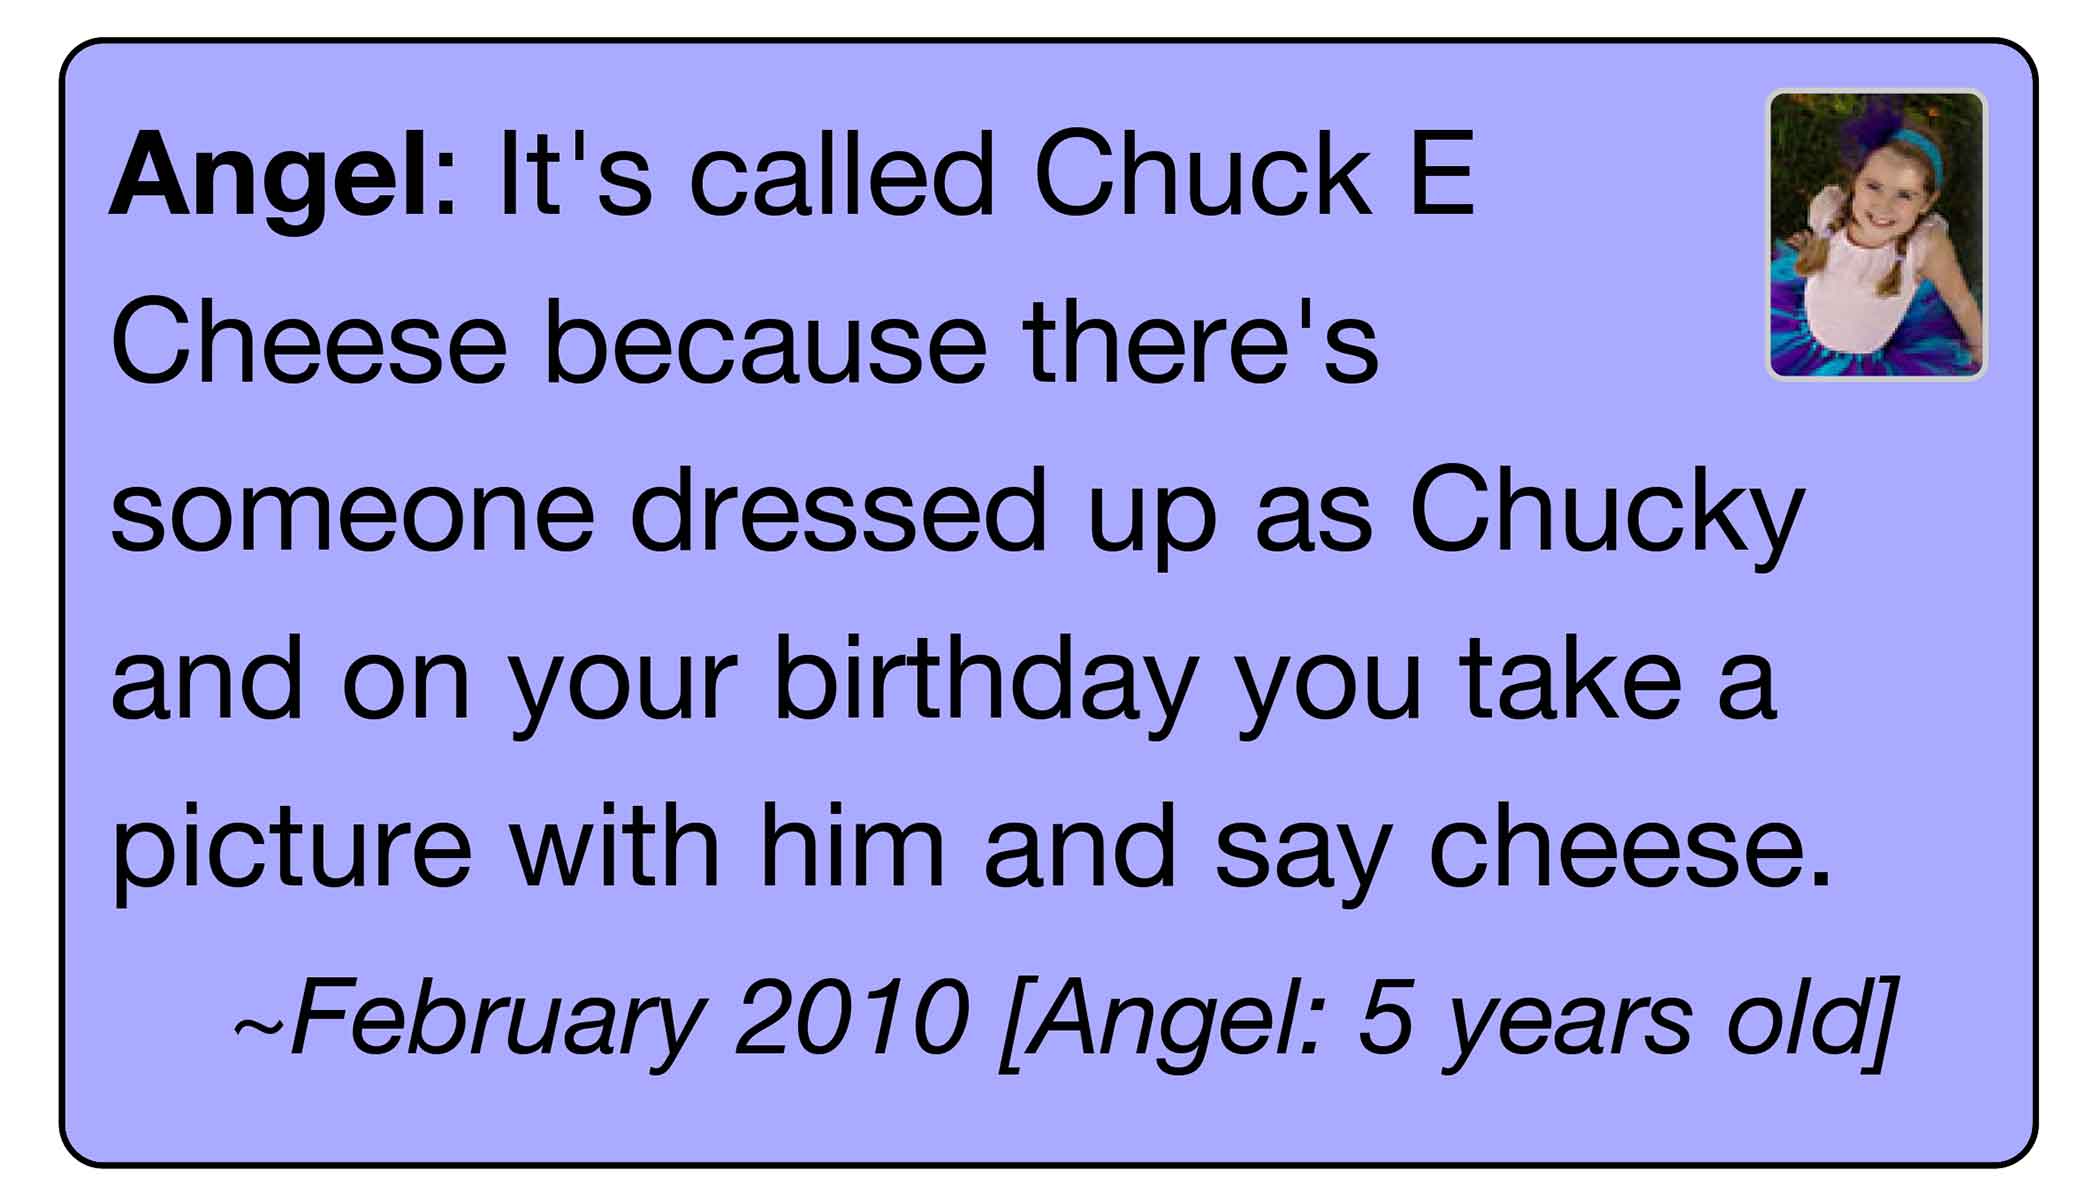 Angel: It's called Chuck E
Cheese because there's
someone dressed up as Chucky
and on your birthday you take a
picture with him and say cheese.
~February 2010 [Angel: 5 years old]